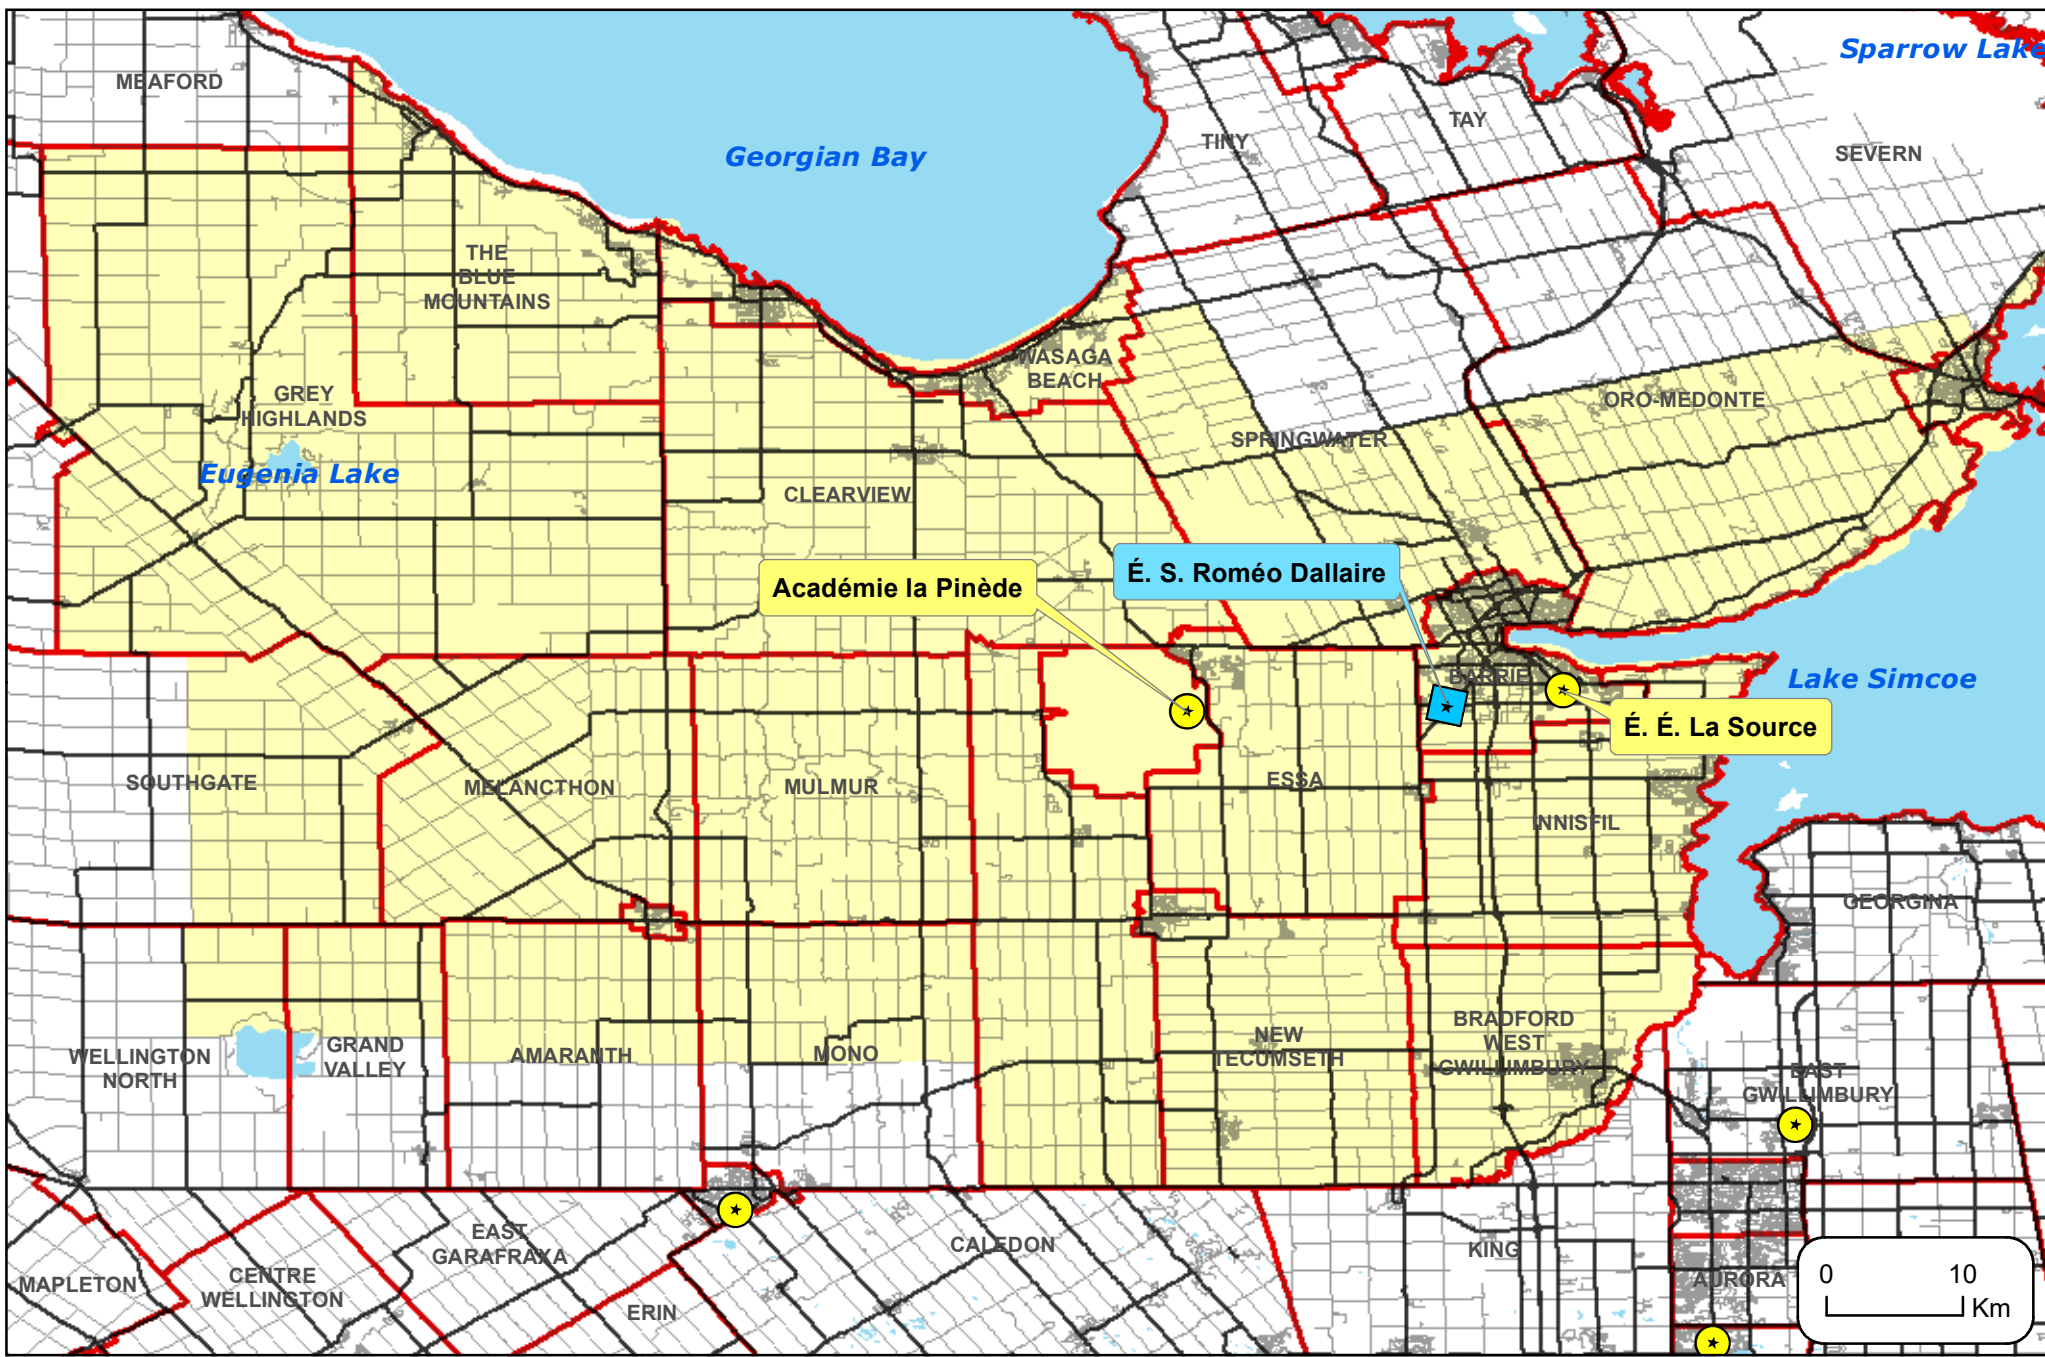 Sparrow Lake
MEAFORD
TAY
TINY
Georgian Bay
SEVERN
THE
BLUE
MOUNTAINS
WASAGA
BEACH
GREY
HIGHLANDS
ORO-MEDONTE
SPRINGWATER
Eugenia Lake
CLEARVIEW
É. S. Roméo Dallaire
Académie la Pinède
BARRIE
Lake Simcoe
É. É. La Source
SOUTHGATE
MELANCTHON
MULMUR
ESSA
INNISFIL
GEORGINA
WELLINGTON
NORTH
GRAND
VALLEY
AMARANTH
MONO
NEW
TECUMSETH
BRADFORD
WEST
GWILLIMBURY
EAST
GWILLIMBURY
EAST
GARAFRAXA
CALEDON
KING
MAPLETON
CENTRE
WELLINGTON
ERIN
AURORA
0 10
Km